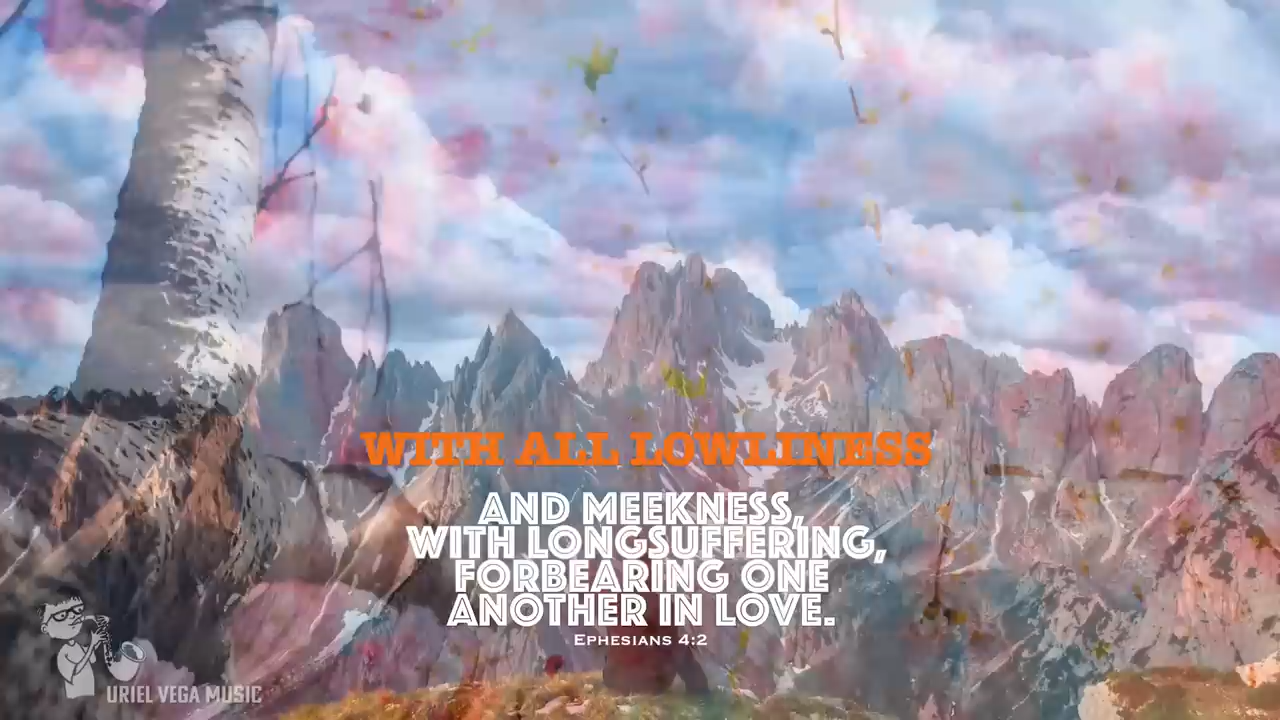 WITH ALL LOWLINESS
AND MEEKNESS,
WITH LONGSUFFERING,
FORBEARING ONE
ANOTHER IN LOVE.
EPHESIANS 4:2
URIEL VEGA MUSIC